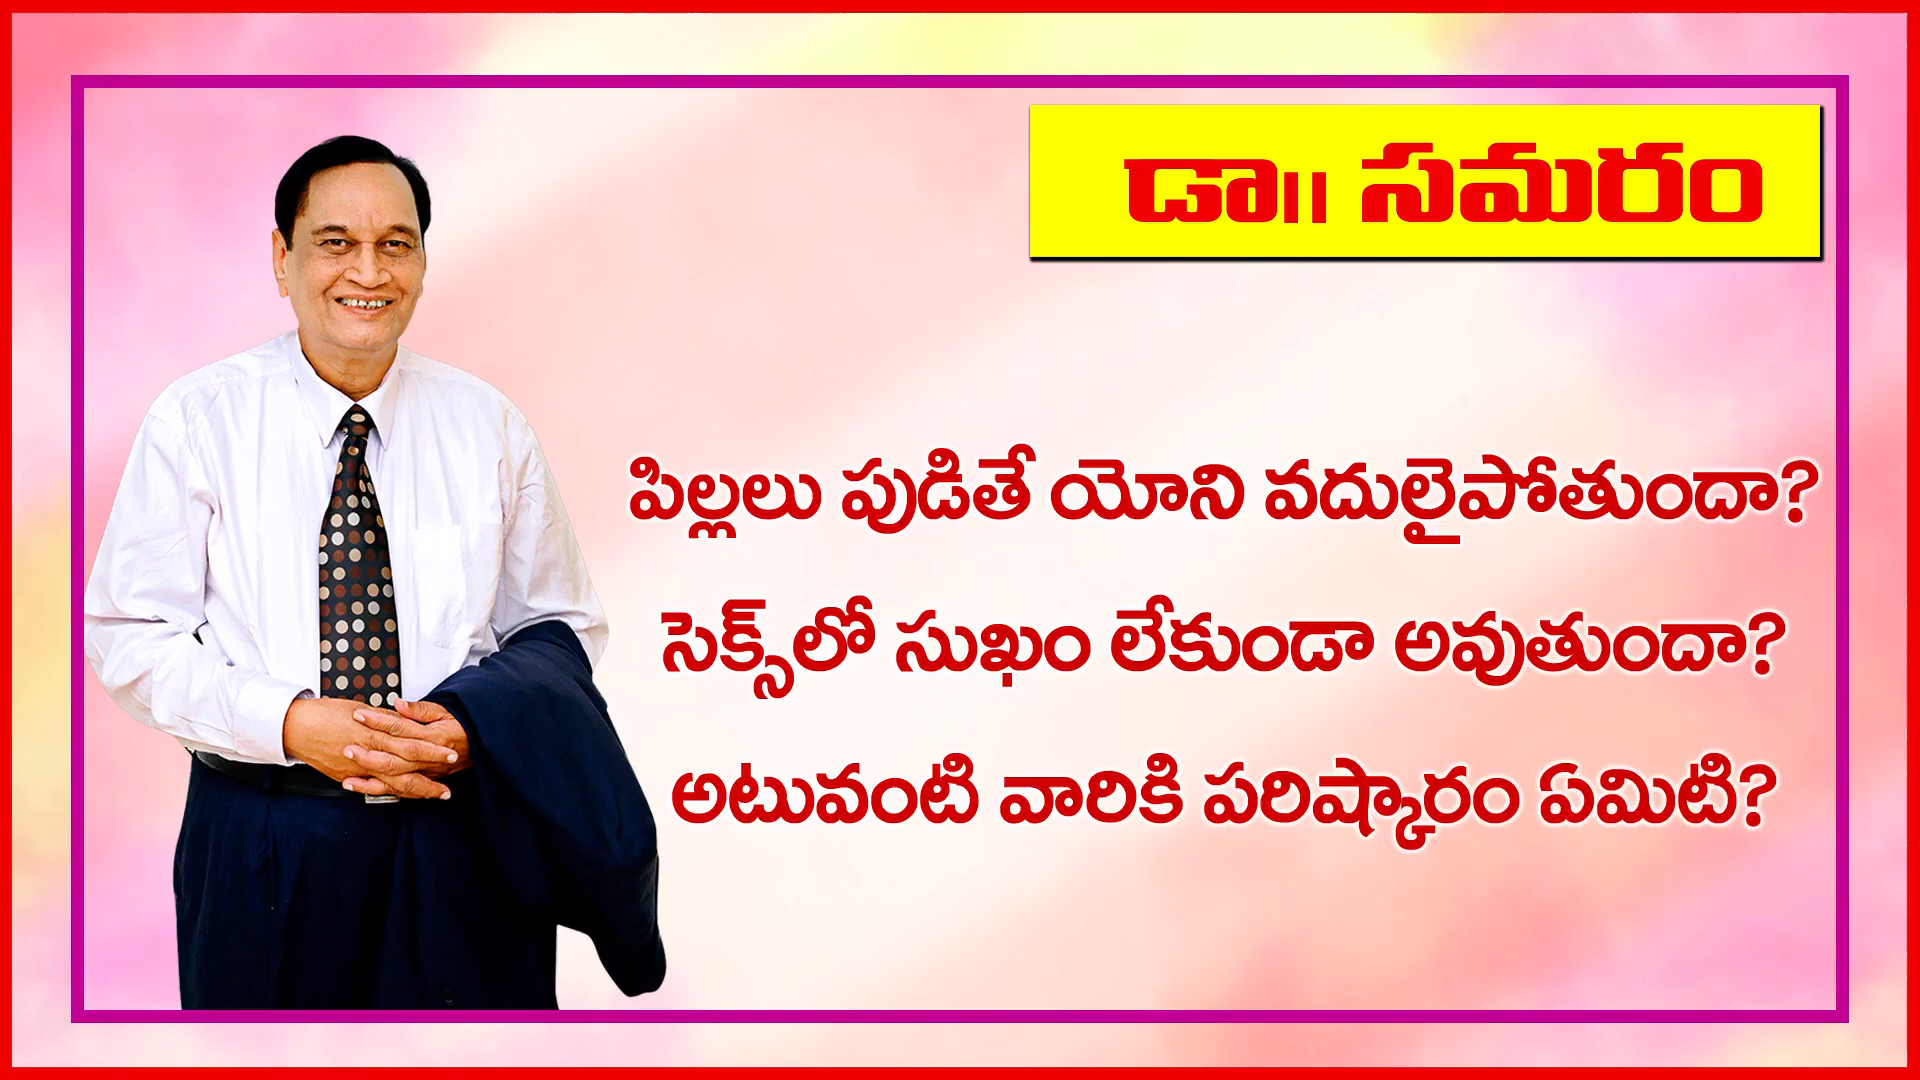 డా।। సమరం
పిల్లలు పుడితే యోని వదులైపోతుందా?
సెక్స్‌లో సుఖం లేకుండా అవుతుందా?
అటువంటి వారికి పరిష్కారం ఏమిటి?